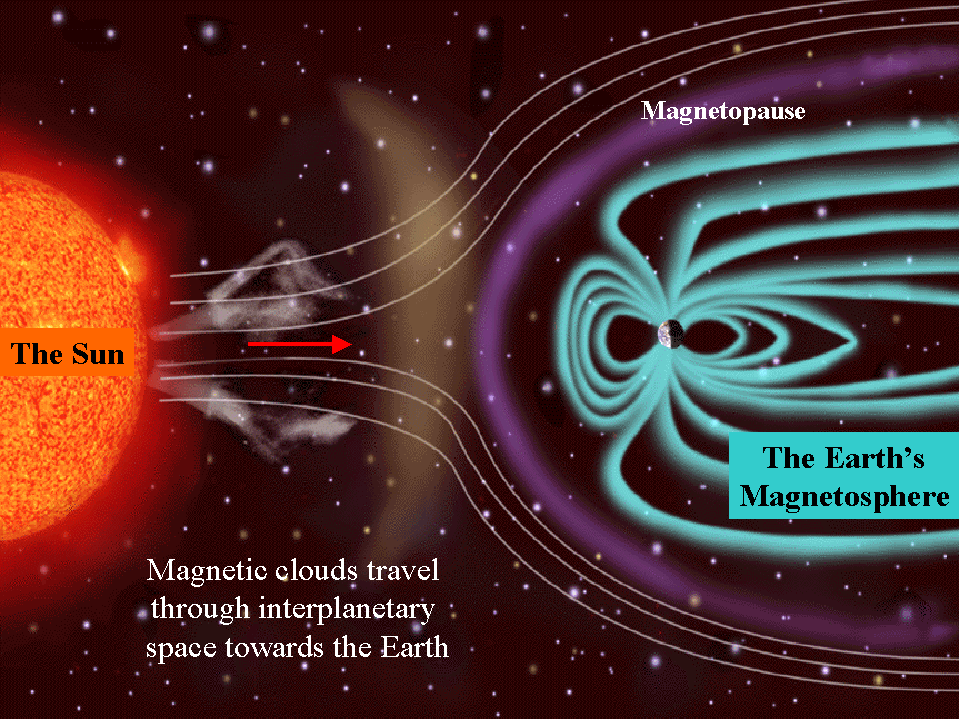 Magnetopause
The Sun
The Earth's
Magnetosphere
Magnetic clouds travel
through interplanetary
space towards the Earth